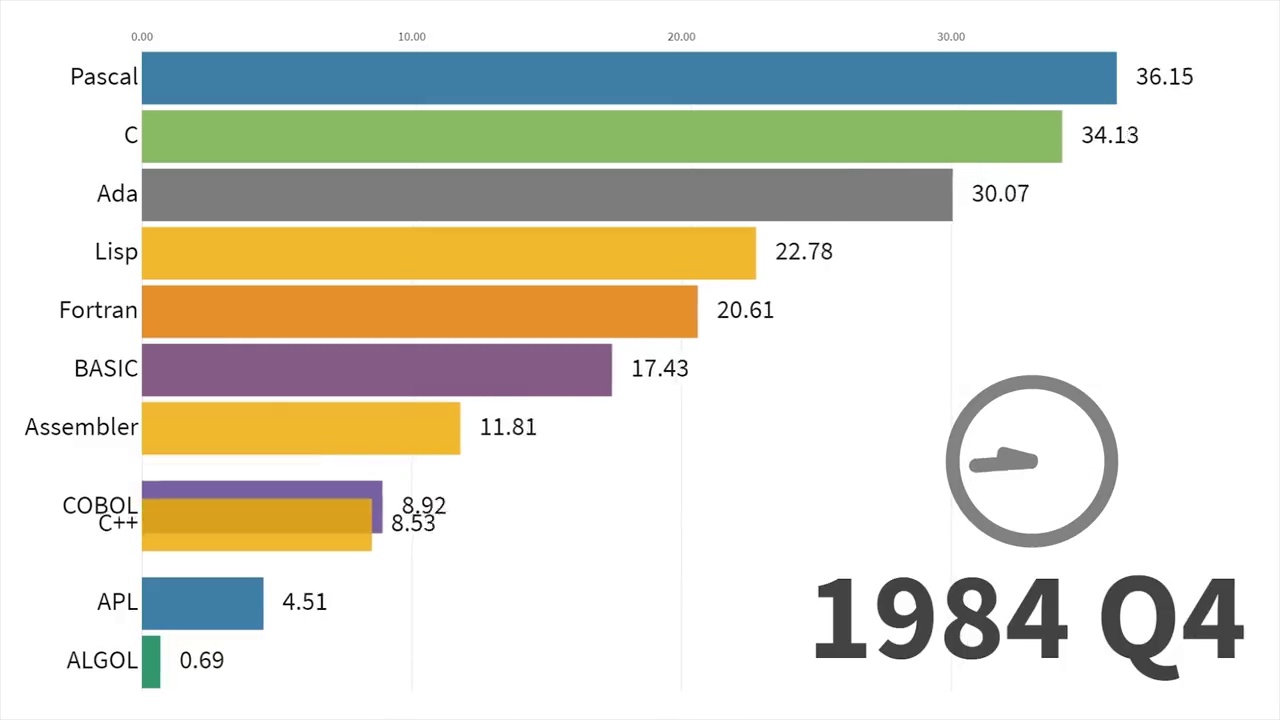 0.00 10.00 20.00 30.00
Pascal 36.15
C 34.13
Ada 30.07
Lisp 22.78
Fortran 20.61
BASIC 17.43
Assembler 11.81
COBOL 8.92
C++ 8.53
APL 4.51
ALGOL 0.69
1984 Q4